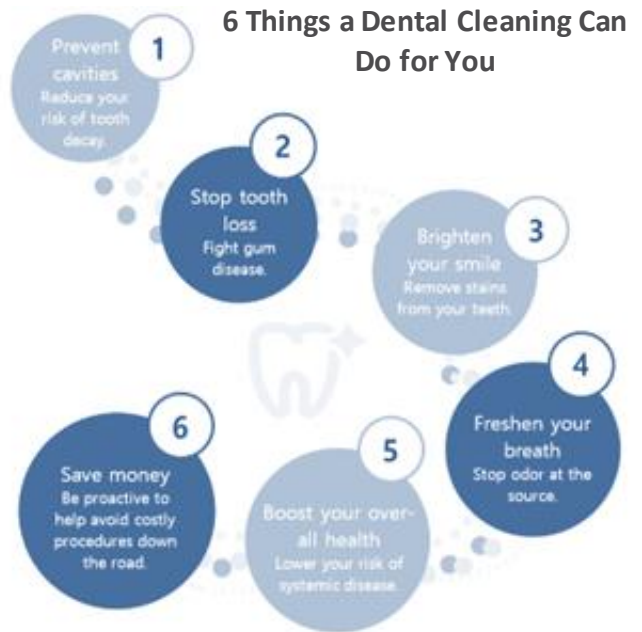 6 Things a Dental Cleaning Can
Do for You
1
Prevent
cavities
Reduce your
risk of tooth
decay.
2
Stop tooth
loss
Fight gum
disease.
3
Brighten
your smile
Remove stains
from your teeth.
4
Freshen your
breath
Stop odor at the
source.
5
Boost your over-
all health
Lower your risk of
systemic disease.
6
Save money
Be proactive to
help avoid costly
procedures down
the road.